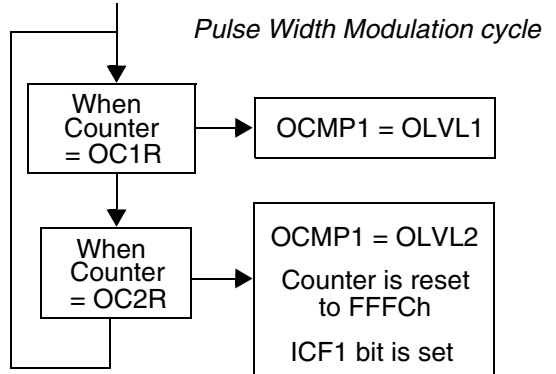 Pulse Width Modulation cycle
When
Counter
= OC1R
OCMP1 = OLVL1
When
Counter
= OC2R
OCMP1 = OLVL2
Counter is reset
to FFFCh
ICF1 bit is set